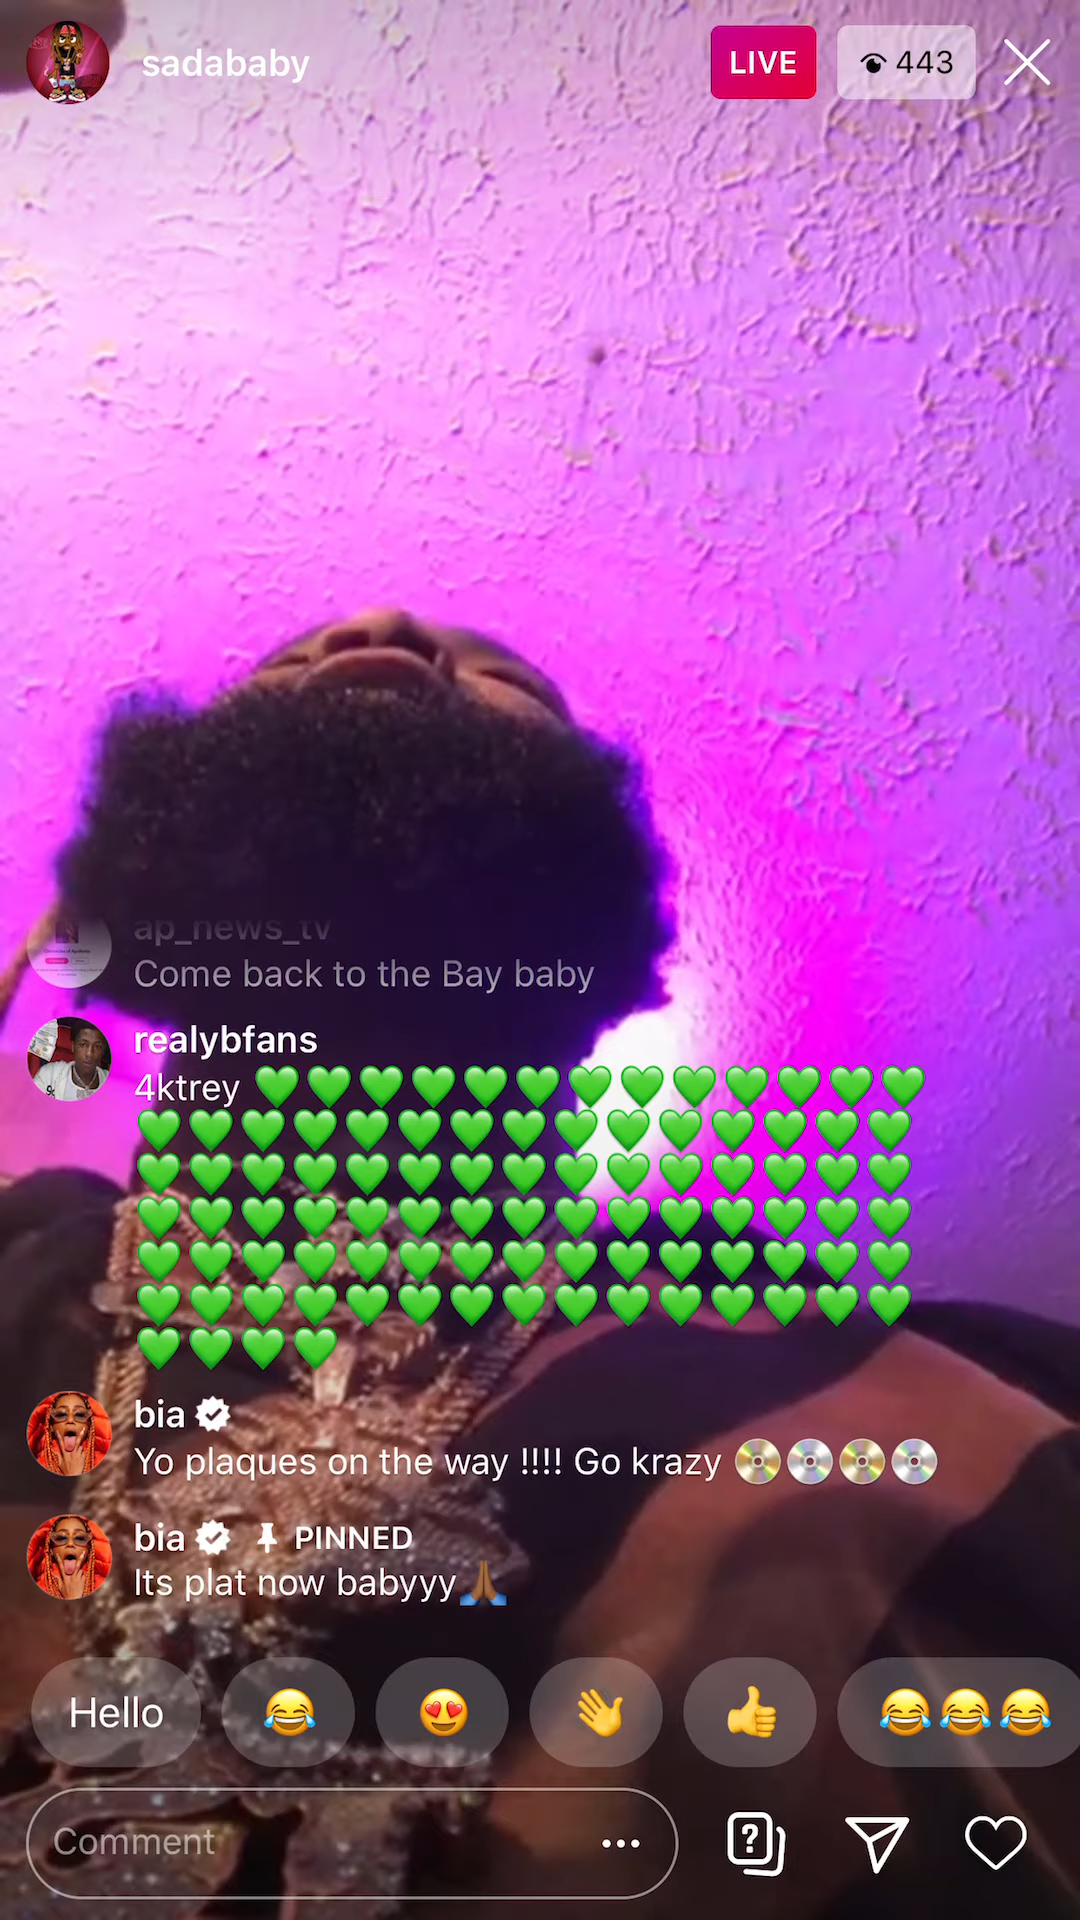 sadababy
LIVE
443
ap_news_tv
Come back to the Bay baby
realybfans
4ktrey 💚💚💚💚💚💚💚💚💚💚💚💚💚
💚💚💚💚💚💚💚💚💚💚💚💚💚💚💚
💚💚💚💚💚💚💚💚💚💚💚💚💚💚💚
💚💚💚💚💚💚💚💚💚💚💚💚💚💚💚
💚💚💚💚💚💚💚💚💚💚💚💚💚💚💚
💚💚💚💚💚💚💚💚💚💚💚💚💚💚💚
💚💚💚💚
bia
Yo plaques on the way !!!! Go krazy 📀💿📀💿
bia PINNED
Its plat now babyyy🙏🏾
Hello 😂 😍 👋 👍 😂😂😂
Comment ...